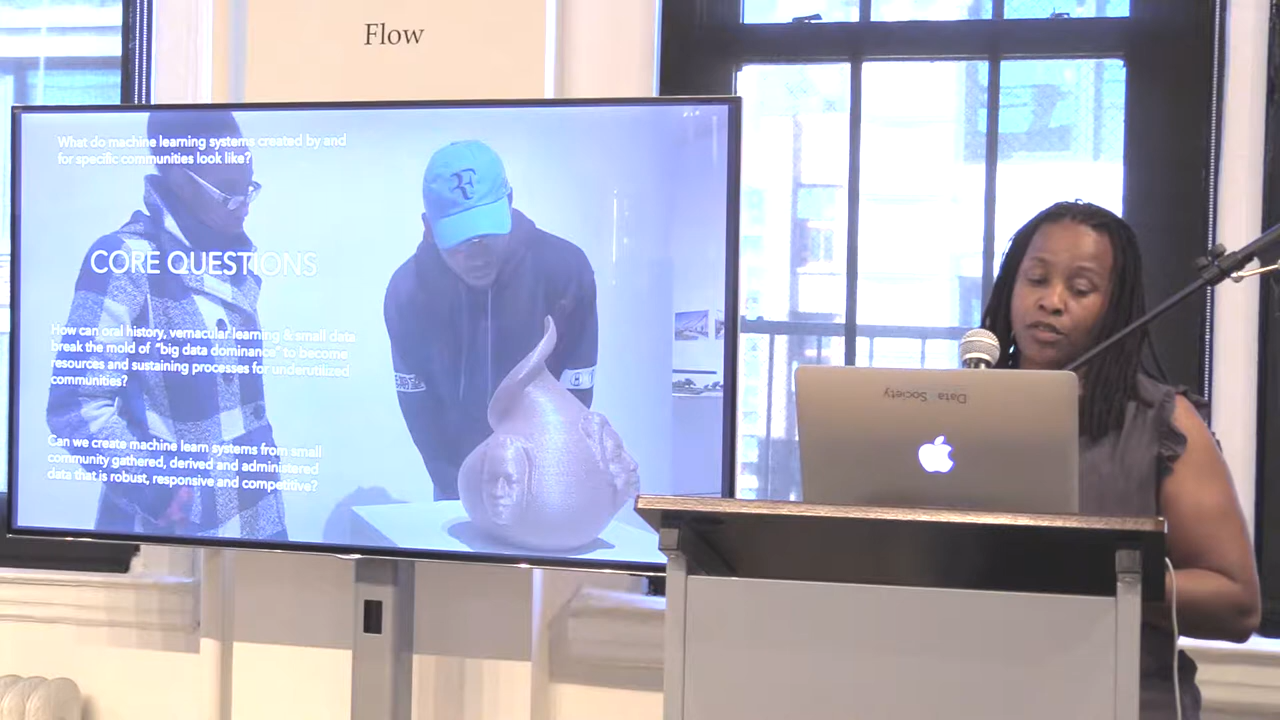 Flow
What do machine learning systems created by and
for specific communities look like?
CORE QUESTIONS
How can oral history, vernacular learning & small data
break the mold of "big data dominance" to become
resources and sustaining processes for underutilized
communities?
Can we create machine learn systems from small
community gathered, derived and administered
data that is robust, responsive and competitive?
RF
Data & Society